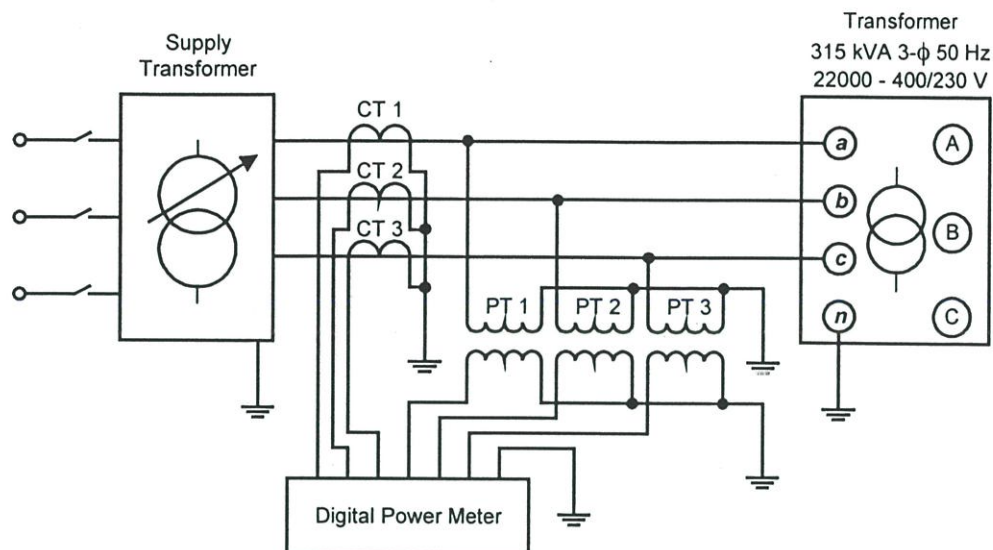 Transformer
315 kVA 3-ϕ 50 Hz
22000 - 400/230 V
Supply
Transformer
CT 1
CT 2
CT 3
a
b
c
n
A
B
C
PT 1
PT 2
PT 3
Digital Power Meter